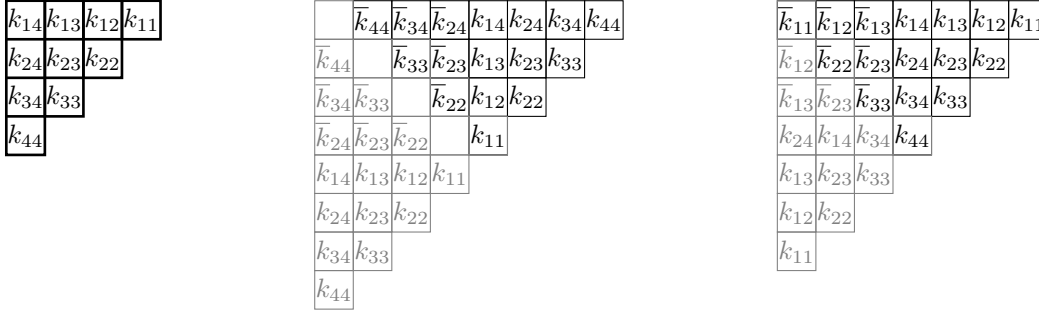 k₁₄ k₁₃ k₁₂ k₁₁
k₂₄ k₂₃ k₂₂
k₃₄ k₃₃
k₄₄
k̅₄₄ k̅₃₄ k̅₂₄ k₁₄ k₂₄ k₃₄ k₄₄
k̅₄₄ k̅₃₃ k̅₂₃ k₁₃ k₂₃ k₃₃
k̅₃₄ k̅₃₃ k̅₂₂ k₁₂ k₂₂
k̅₂₄ k̅₂₃ k̅₂₂ k₁₁
k₁₄ k₁₃ k₁₂ k₁₁
k₂₄ k₂₃ k₂₂
k₃₄ k₃₃
k₄₄
k̅₁₁ k̅₁₂ k̅₁₃ k₁₄ k₁₃ k₁₂ k₁₁
k̅₁₂ k̅₂₂ k̅₂₃ k₂₄ k₂₃ k₂₂
k̅₁₃ k̅₂₃ k̅₃₃ k₃₄ k₃₃
k₂₄ k₁₄ k₃₄ k₄₄
k₁₃ k₂₃ k₃₃
k₁₂ k₂₂
k₁₁